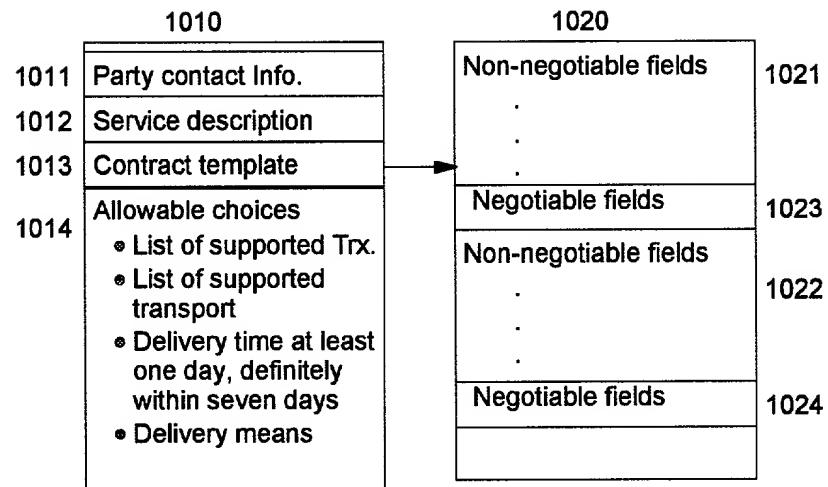 1010
1011 Party contact Info.
1012 Service description
1013 Contract template
1014 Allowable choices
• List of supported Trx.
• List of supported
transport
• Delivery time at least
one day, definitely
within seven days
• Delivery means
1020
Non-negotiable fields 1021
.
.
.
Negotiable fields 1023
Non-negotiable fields 1022
.
.
.
Negotiable fields 1024